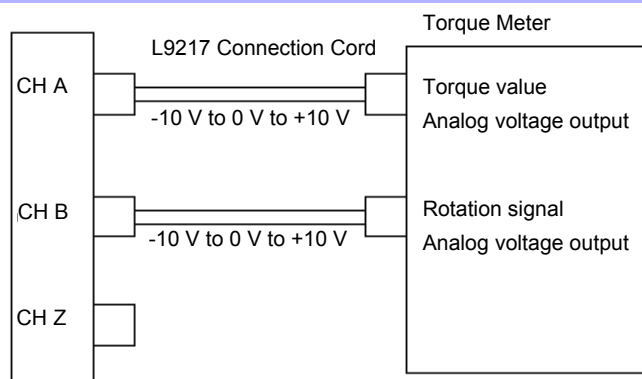 Torque Meter
L9217 Connection Cord
CH A
Torque value
-10 V to 0 V to +10 V
Analog voltage output
CH B
Rotation signal
-10 V to 0 V to +10 V
Analog voltage output
CH Z